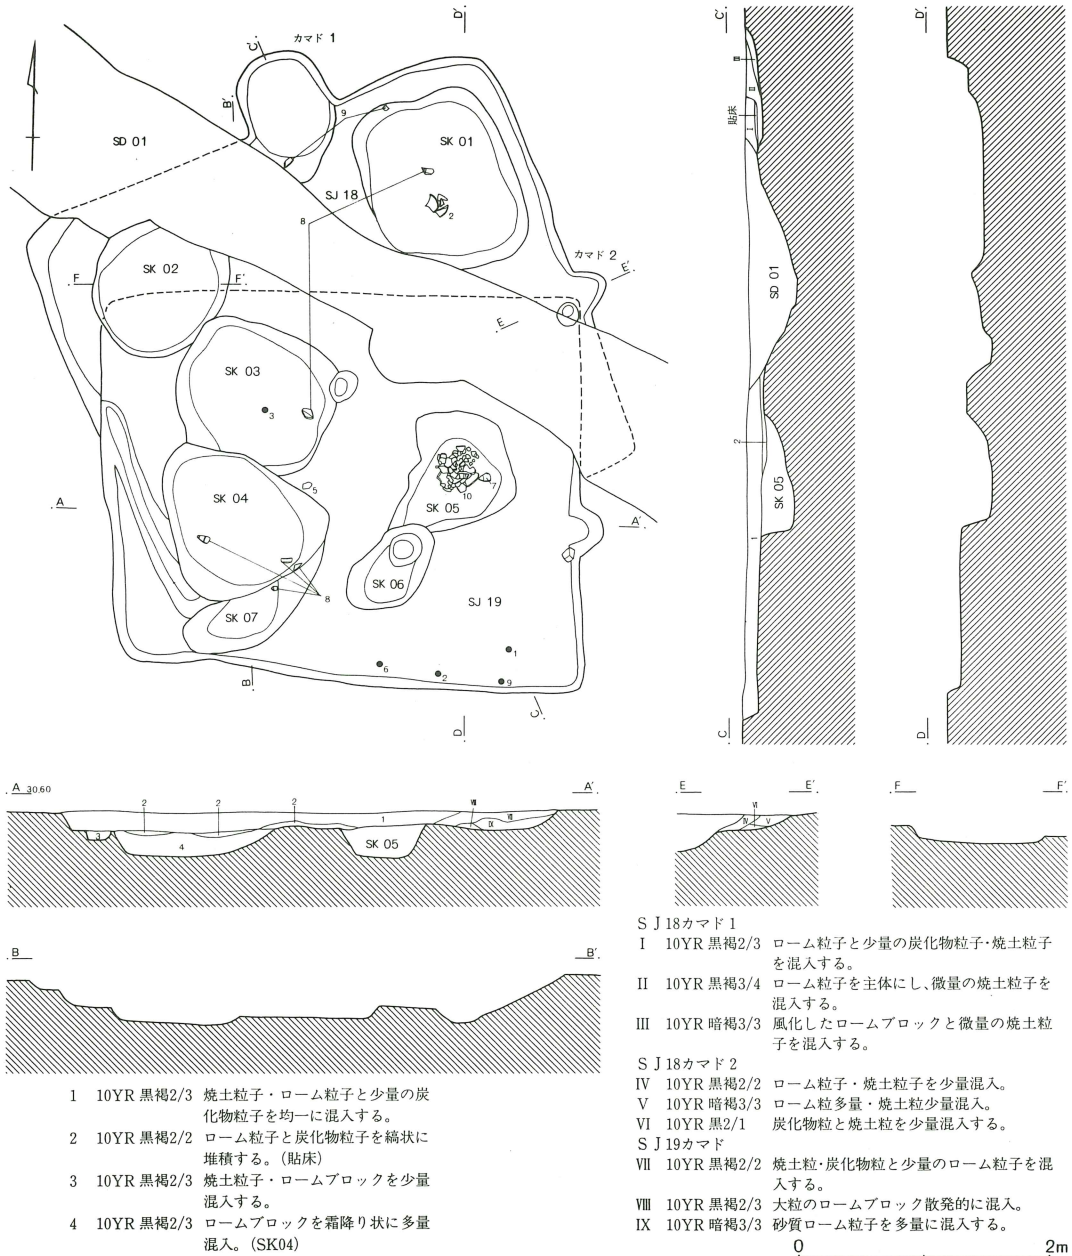 カマド 1
C′
D′
B′
9
SK 01
SD 01
SJ 18
8
2
カマド 2
E′
SK 02
F
F′
E
SK 03
3
5
SK 04
A
A′
7
10
SK 05
SK 06
8
SK 07
SJ 19
1
6
2
9
B
C
D
C′
III
II
貼床
I
SD 01
2
SK 05
1
C
D′
D
A 30.60
A′
2
2
2
1
VIII
VII
IX
3
4
SK 05
E
E′
VI
IV
V
F
F′
B
B′
1 10YR 黒褐2/3 焼土粒子・ローム粒子と少量の炭
化物粒子を均一に混入する。
2 10YR 黒褐2/2 ローム粒子と炭化物粒子を縞状に
堆積する。(貼床)
3 10YR 黒褐2/3 焼土粒子・ロームブロックを少量
混入する。
4 10YR 黒褐2/3 ロームブロックを霜降り状に多量
混入。(SK04)
SJ18カマド1
I 10YR 黒褐2/3 ローム粒子と少量の炭化物粒子・焼土粒子
を混入する。
II 10YR 黒褐3/4 ローム粒子を主体にし、微量の焼土粒子を
混入する。
III 10YR 暗褐3/3 風化したロームブロックと微量の焼土粒
子を混入する。
SJ18カマド2
IV 10YR 黒褐2/2 ローム粒子・焼土粒子を少量混入。
V 10YR 暗褐3/3 ローム粒多量・焼土粒少量混入。
VI 10YR 黒2/1 炭化物粒と焼土粒を少量混入する。
SJ19カマド
VII 10YR 黒褐2/2 焼土粒・炭化物粒と少量のローム粒子を混
入する。
VIII 10YR 黒褐2/3 大粒のロームブロック散発的に混入。
IX 10YR 暗褐3/3 砂質ローム粒子を多量に混入する。
0 2m